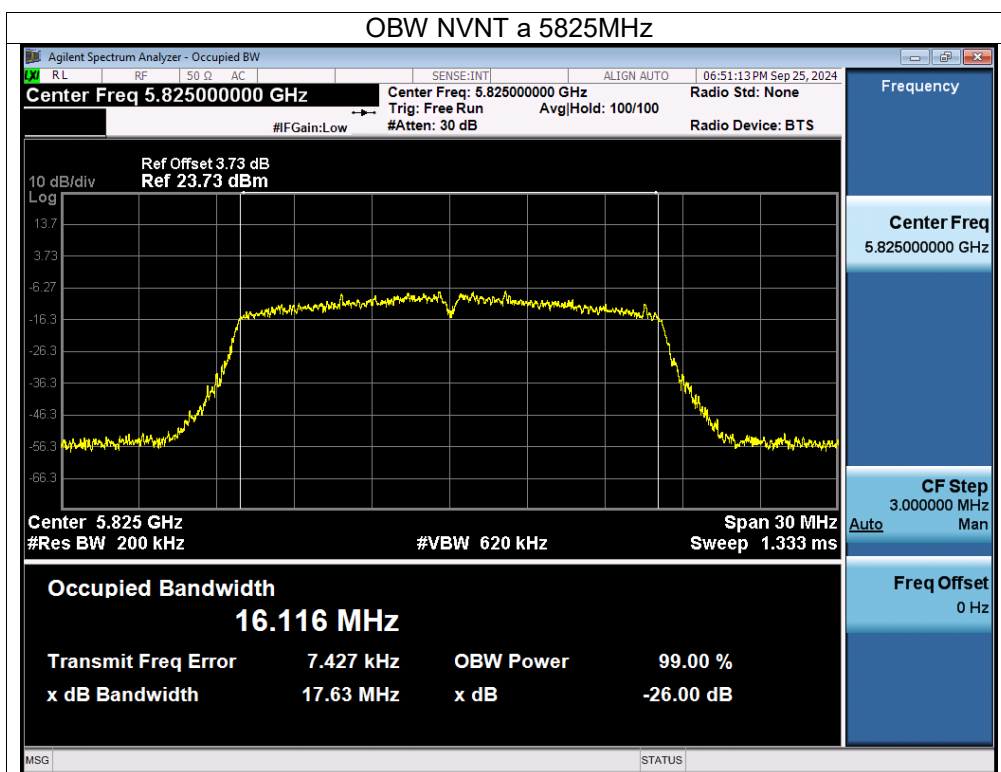 OBW NVNT a 5825MHz
Agilent Spectrum Analyzer - Occupied BW
LXI RL RF 50 Ω AC SENSE:INT ALIGN AUTO 06:51:13 PM Sep 25, 2024
Center Freq 5.825000000 GHz Center Freq: 5.825000000 GHz Radio Std: None
Trig: Free Run Avg|Hold: 100/100
#IFGain:Low #Atten: 30 dB Radio Device: BTS
Frequency
Ref Offset 3.73 dB
10 dB/div Ref 23.73 dBm
Log
13.7
3.73
-6.27
-16.3
-26.3
-36.3
-46.3
-56.3
-66.3
Center 5.825 GHz Span 30 MHz
#Res BW 200 kHz #VBW 620 kHz Sweep 1.333 ms
Center Freq
5.825000000 GHz
CF Step
3.000000 MHz
Auto Man
Freq Offset
0 Hz
Occupied Bandwidth
16.116 MHz
Transmit Freq Error 7.427 kHz OBW Power 99.00 %
x dB Bandwidth 17.63 MHz x dB -26.00 dB
MSG STATUS